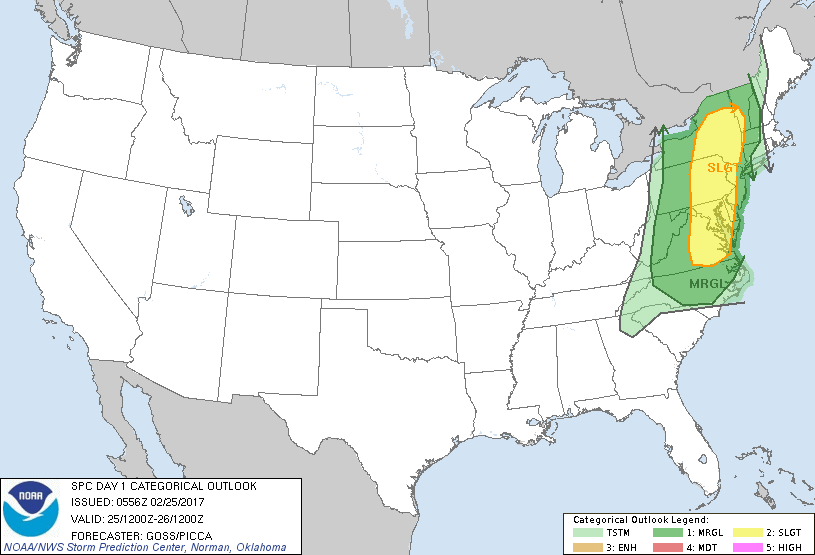 SLGT
MRGL
NOAA
SPC DAY 1 CATEGORICAL OUTLOOK
ISSUED: 0556Z 02/25/2017
VALID: 25/1200Z-26/1200Z
FORECASTER: GOSS/PICCA
NOAA/NWS Storm Prediction Center, Norman, Oklahoma
Categorical Outlook Legend:
TSTM 1: MRGL 2: SLGT
3: ENH 4: MDT 5: HIGH